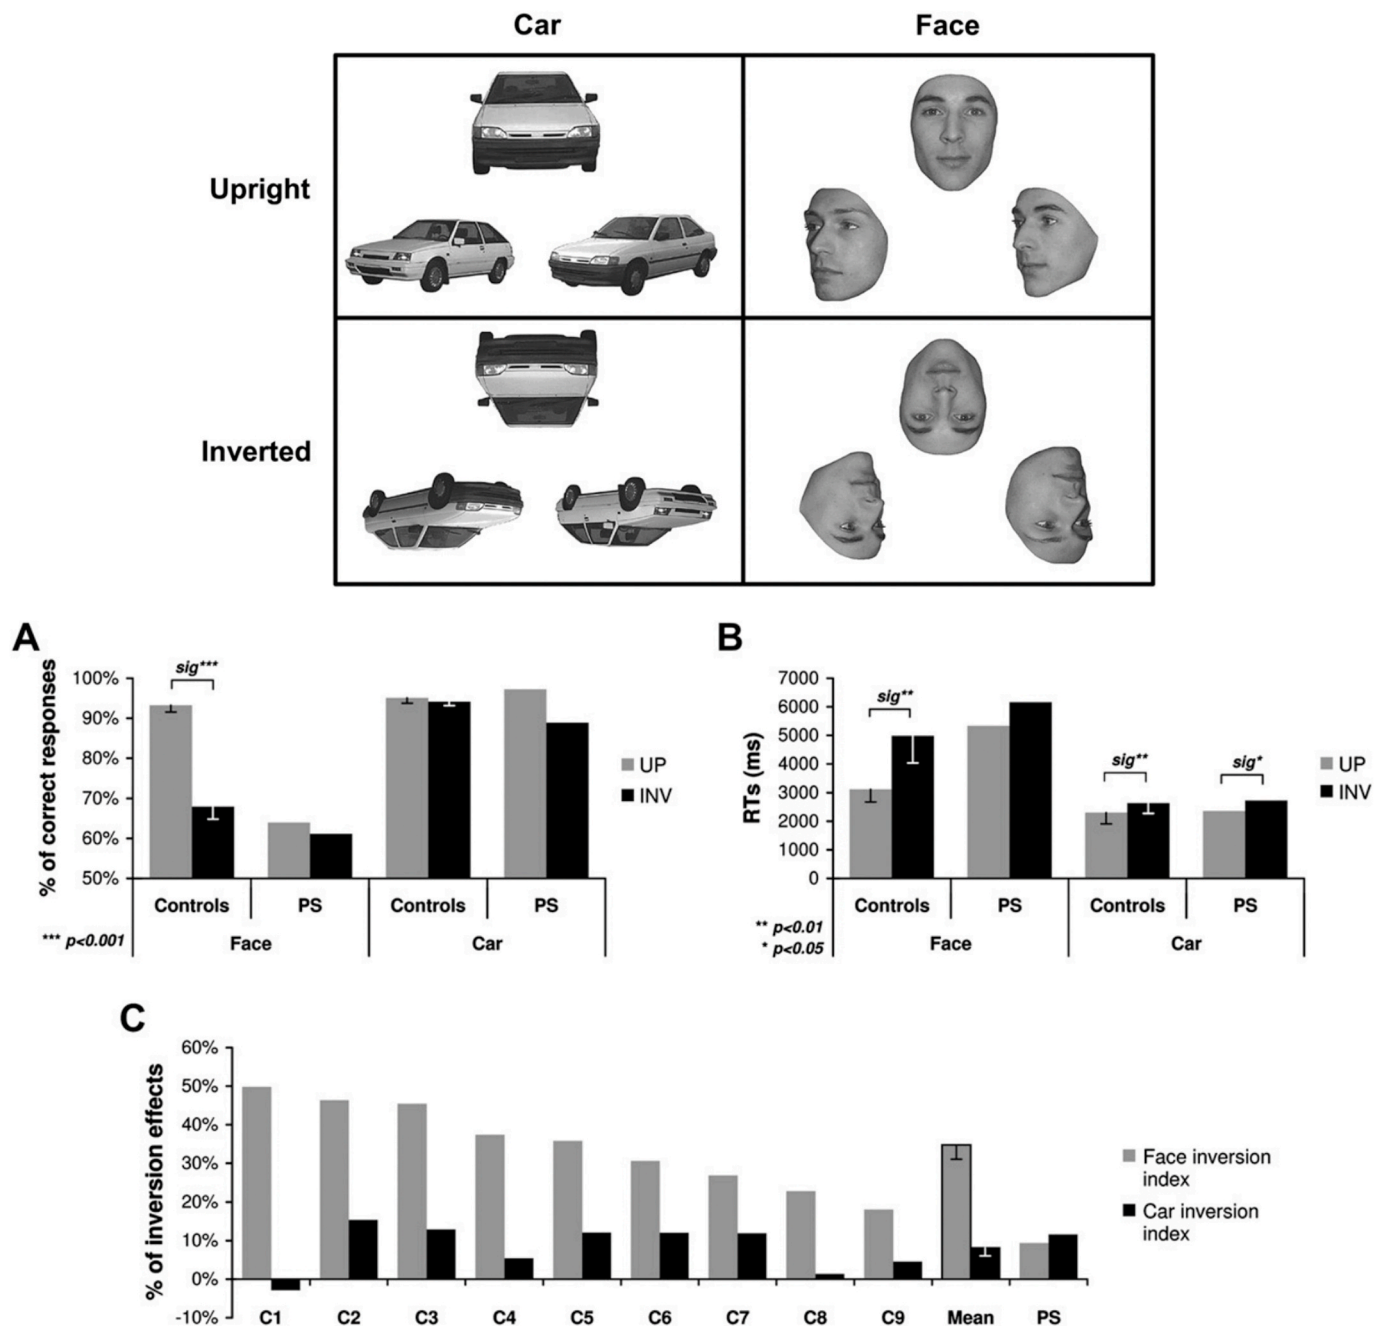 Car
Face
Upright
Inverted
A
% of correct responses
100%
90%
80%
70%
60%
50%
sig***
UP
INV
Controls
PS
Controls
PS
*** p<0.001
Face
Car
B
RTs (ms)
7000
6000
5000
4000
3000
2000
1000
0
sig**
sig**
sig*
UP
INV
Controls
PS
Controls
PS
** p<0.01
* p<0.05
Face
Car
C
% of inversion effects
60%
50%
40%
30%
20%
10%
0%
-10%
Face inversion
index
Car inversion
index
C1 C2 C3 C4 C5 C6 C7 C8 C9 Mean PS